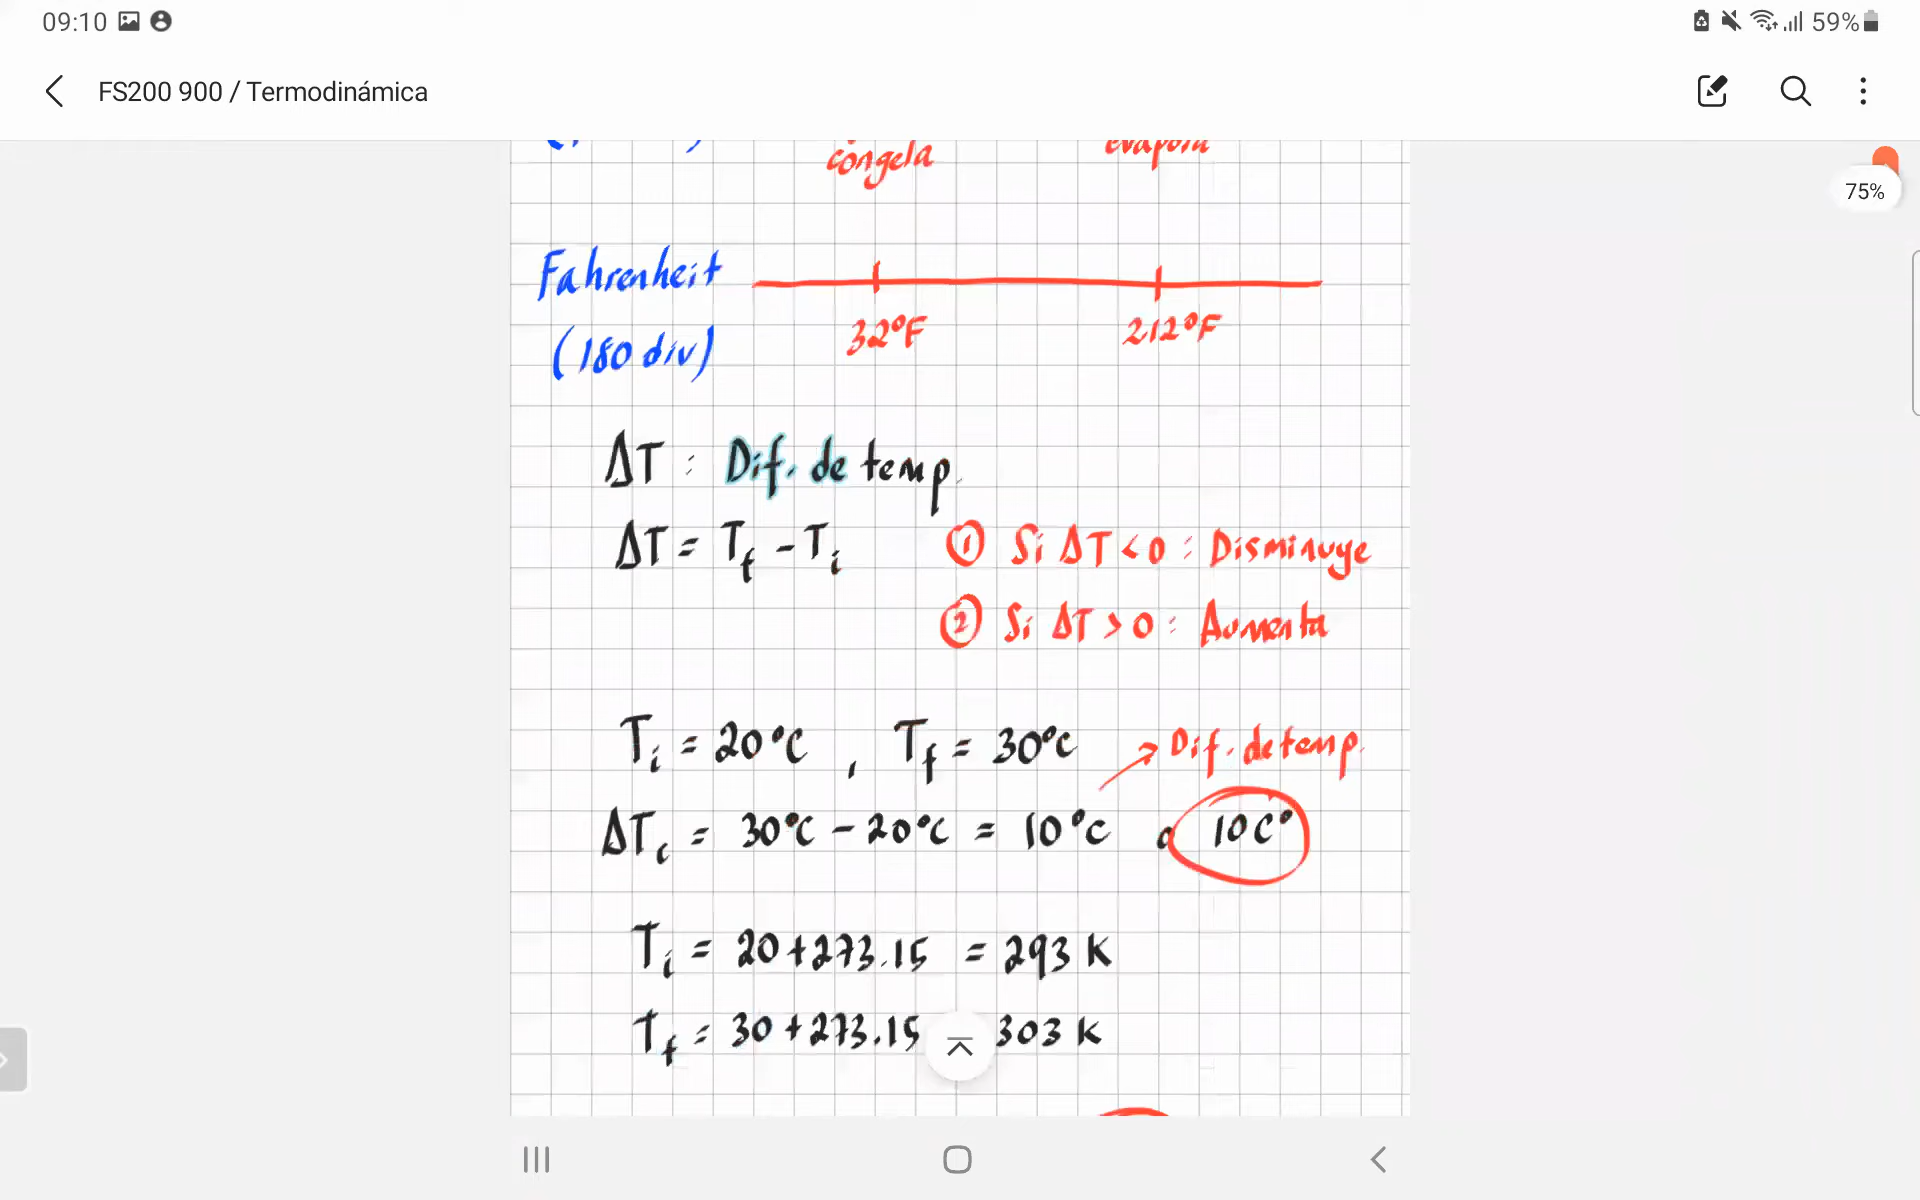 09:10
59%
FS200 900 / Termodinámica
75%
congela evapora
Fahrenheit
(180 div)
32°F 212°F
ΔT : Dif. de temp.
ΔT = Tf - Ti ① Si ΔT < 0 : Disminuye
② Si ΔT > 0 : Aumenta
Ti = 20°C , Tf = 30°C → Dif. de temp.
ΔTc = 30°C - 20°C = 10°C o 10C°
Ti = 20+273.15 = 293 K
Tf = 30+273.15 303 K